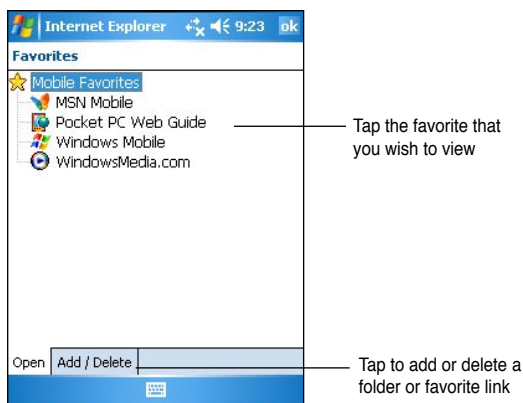 Internet Explorer 9:23 ok
Favorites
Mobile Favorites
MSN Mobile
Pocket PC Web Guide
Windows Mobile
WindowsMedia.com
Tap the favorite that
you wish to view
Open Add / Delete
Tap to add or delete a
folder or favorite link